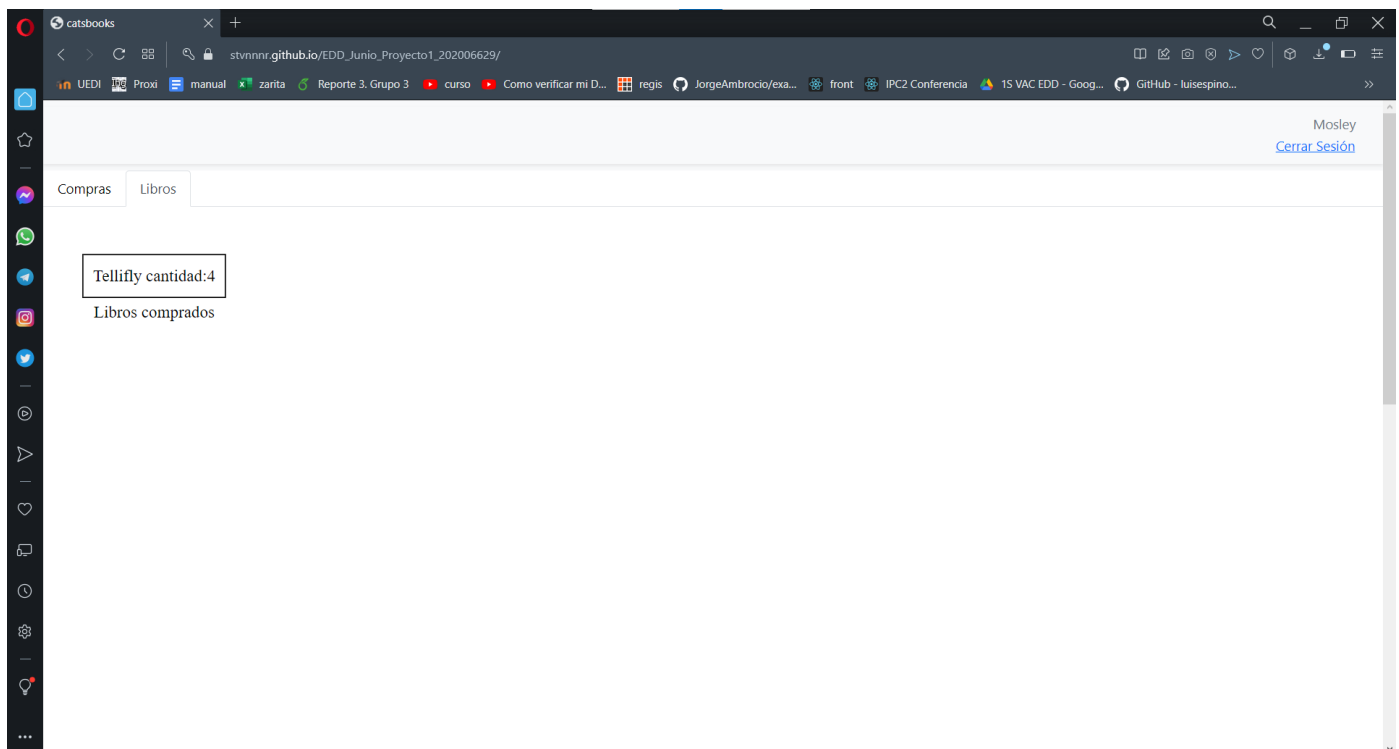 catsbooks
stvnnnr.github.io/EDD_Junio_Proyecto1_202006629/
UEDI Proxi manual zarita Reporte 3. Grupo 3 curso Como verificar mi D... regis JorgeAmbrocio/exa... front IPC2 Conferencia 1S VAC EDD - Goog... GitHub - luisespino...
Mosley
Cerrar Sesión
Compras Libros
Tellifly cantidad:4
Libros comprados